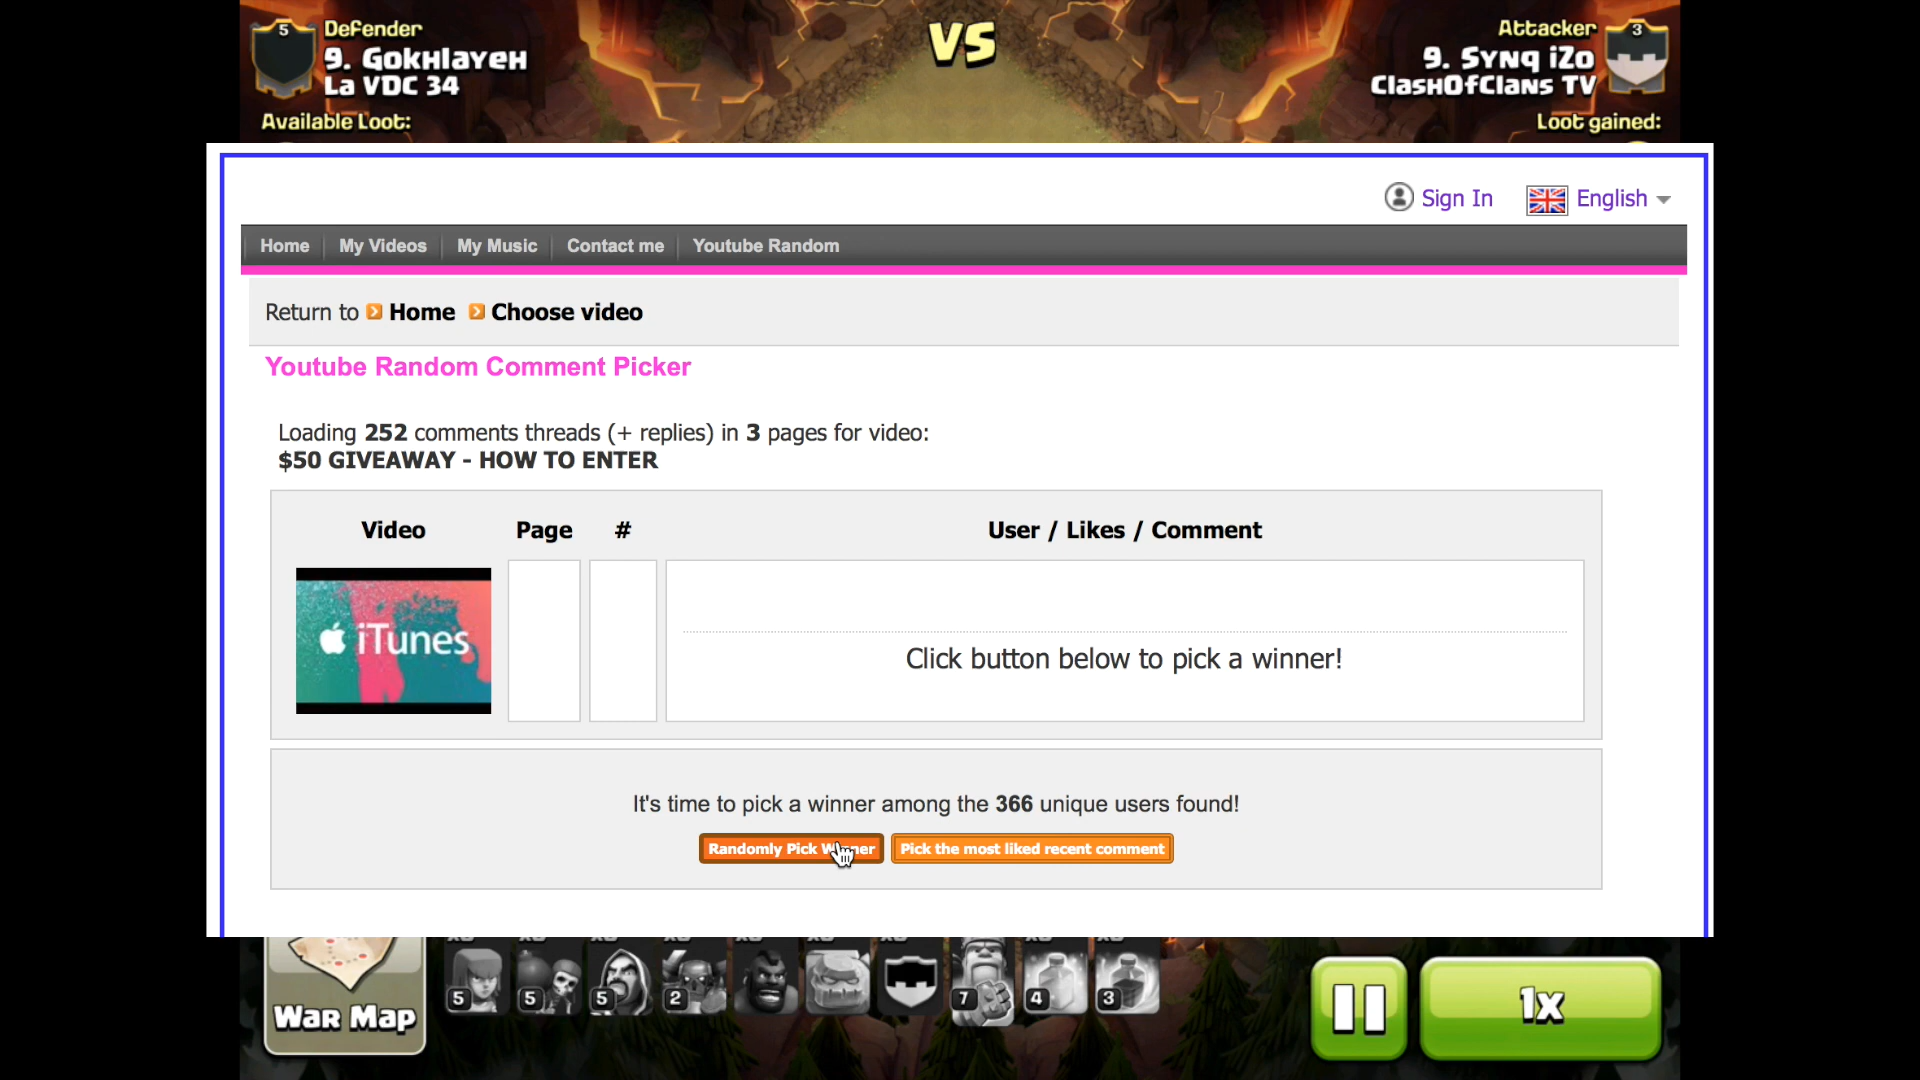 5
Defender
9. Gokhlayeh
La VDC 34
Available Loot:
VS
Attacker
9. Synq iZo
ClashOfClans TV
3
Loot gained:
Sign In
English
Home
My Videos
My Music
Contact me
Youtube Random
Return to Home Choose video
Youtube Random Comment Picker
Loading 252 comments threads (+ replies) in 3 pages for video:
$50 GIVEAWAY - HOW TO ENTER
Video
Page
#
User / Likes / Comment
iTunes
Click button below to pick a winner!
It's time to pick a winner among the 366 unique users found!
Randomly Pick Winner
Pick the most liked recent comment
War Map
5
5
5
2
7
4
3
1x